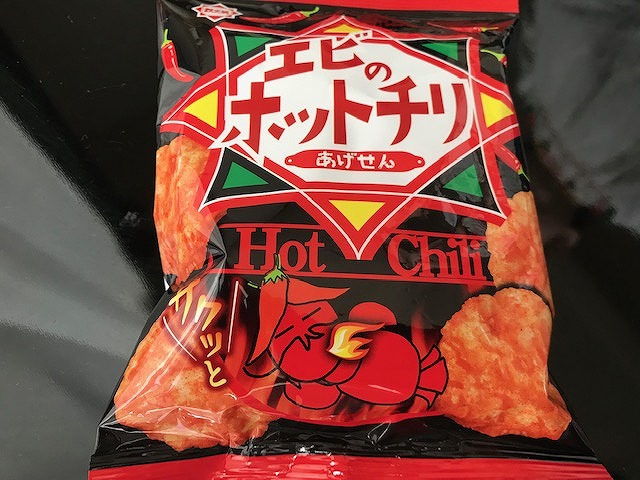 エビの
ホットチリ
あげせん
Hot Chili
サクッと